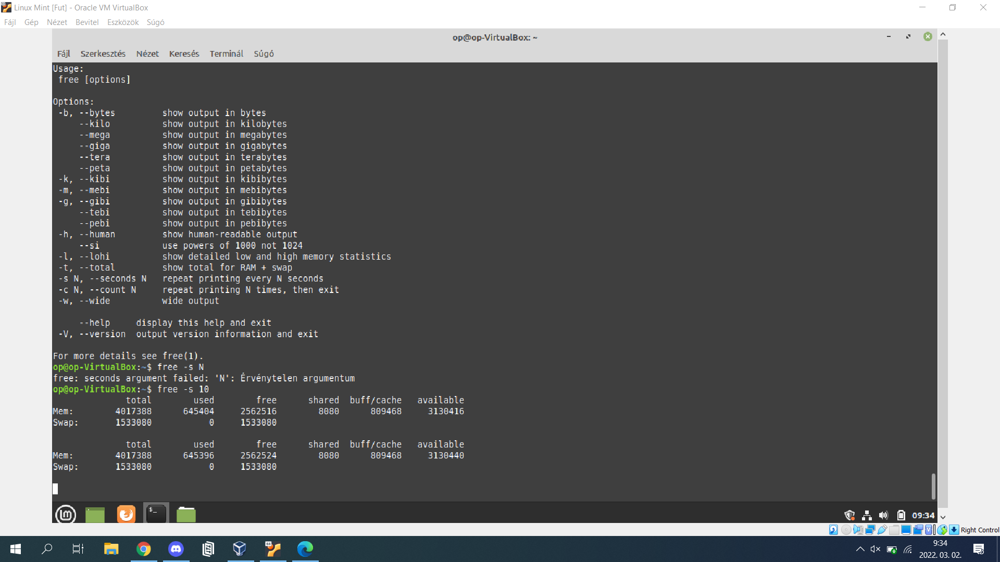 Linux Mint [Fut] - Oracle VM VirtualBox
Fájl Gép Nézet Bevitel Eszközök Súgó
op@op-VirtualBox: ~
Fájl Szerkesztés Nézet Keresés Terminál Súgó
Usage:
 free [options]
Options:
 -b, --bytes         show output in bytes
     --kilo          show output in kilobytes
     --mega          show output in megabytes
     --giga          show output in gigabytes
     --tera          show output in terabytes
     --peta          show output in petabytes
 -k, --kibi          show output in kibibytes
 -m, --mebi          show output in mebibytes
 -g, --gibi          show output in gibibytes
     --tebi          show output in tebibytes
     --pebi          show output in pebibytes
 -h, --human         show human-readable output
     --si            use powers of 1000 not 1024
 -l, --lohi          show detailed low and high memory statistics
 -t, --total         show total for RAM + swap
 -s N, --seconds N   repeat printing every N seconds
 -c N, --count N     repeat printing N times, then exit
 -w, --wide          wide output
     --help     display this help and exit
 -V, --version  output version information and exit
For more details see free(1).
op@op-VirtualBox:~$ free -s N
free: seconds argument failed: 'N': Érvénytelen argumentum
op@op-VirtualBox:~$ free -s 10
              total        used        free      shared  buff/cache   available
Mem:        4017388      645404     2562516        8080      809468     3130416
Swap:       1533080           0     1533080
              total        used        free      shared  buff/cache   available
Mem:        4017388      645396     2562524        8080      809468     3130440
Swap:       1533080           0     1533080
09:34
Right Control
9:34
2022. 03. 02.